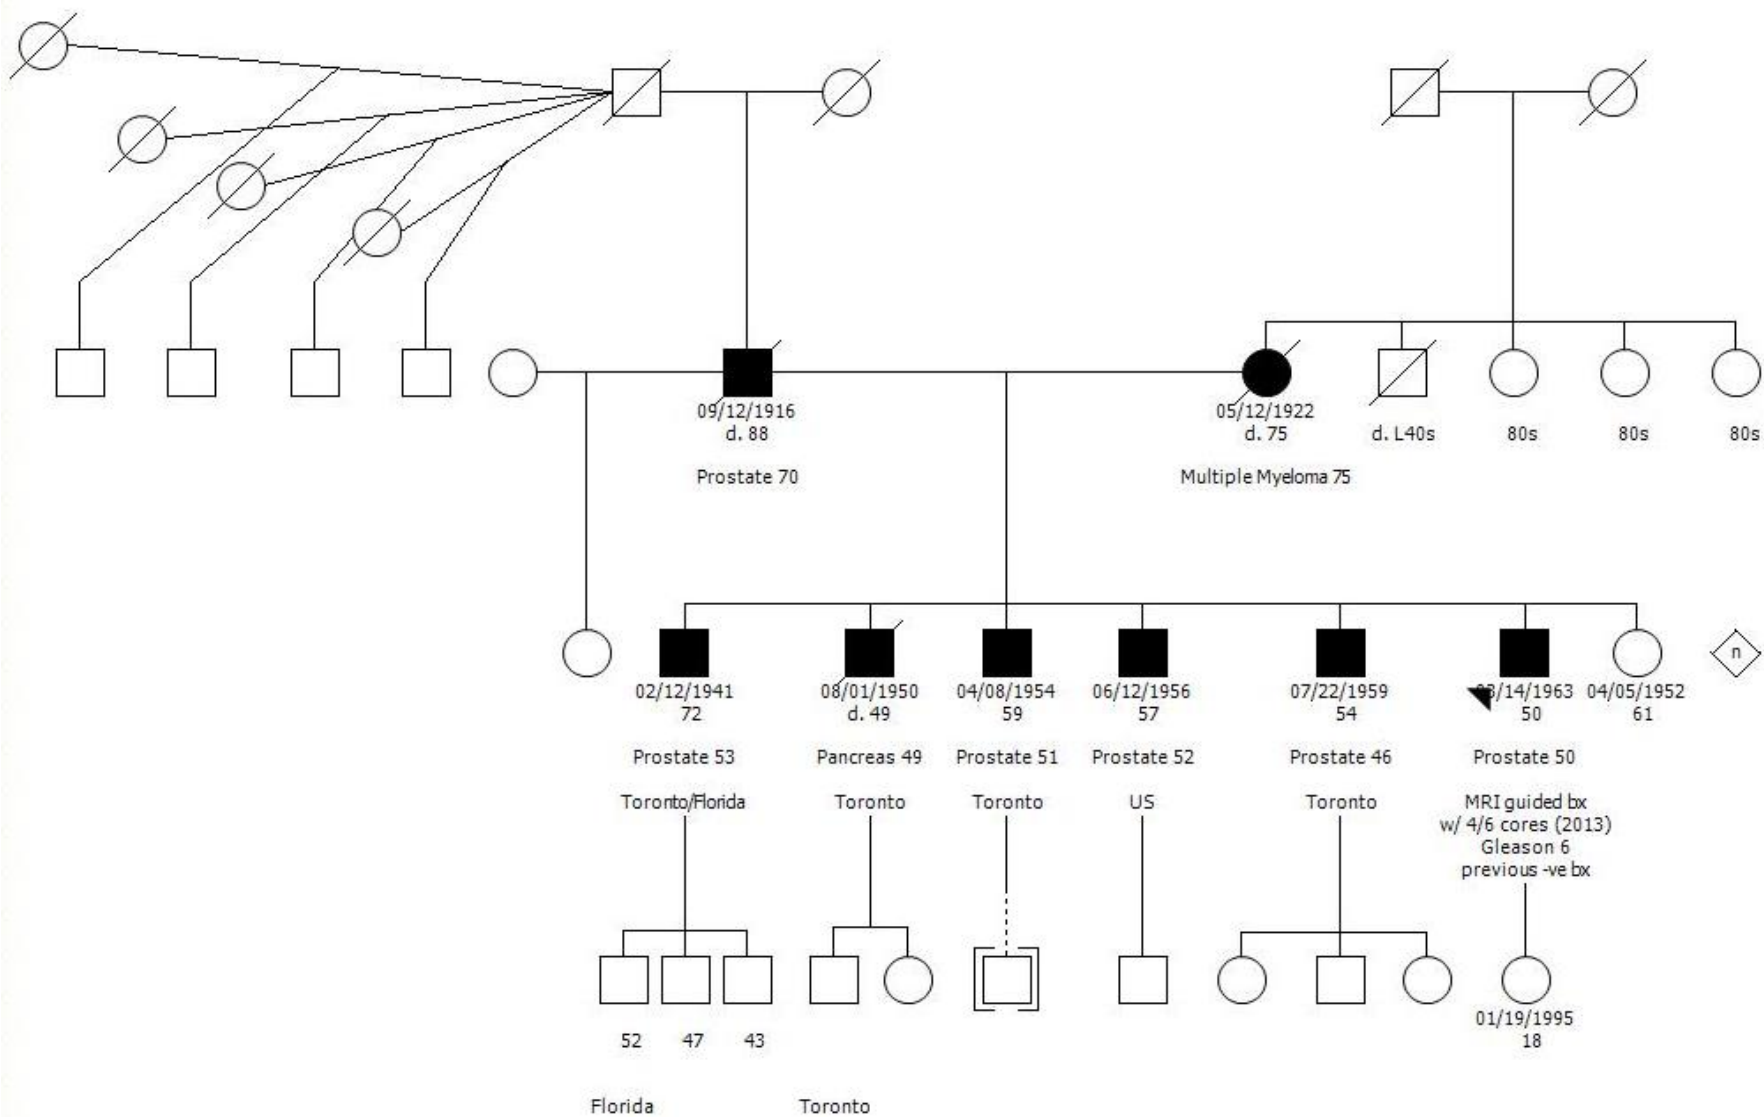 09/12/1916
d. 88
Prostate 70
05/12/1922
d. 75
Multiple Myeloma 75
d. L40s
80s
80s
80s
02/12/1941
72
Prostate 53
Toronto/Florida
08/01/1950
d. 49
Pancreas 49
Toronto
04/08/1954
59
Prostate 51
Toronto
06/12/1956
57
Prostate 52
US
07/22/1959
54
Prostate 46
Toronto
03/14/1963
50
Prostate 50
MRI guided bx
w/ 4/6 cores (2013)
Gleason 6
previous -ve bx
04/05/1952
61
n
52
47
43
01/19/1995
18
Florida
Toronto